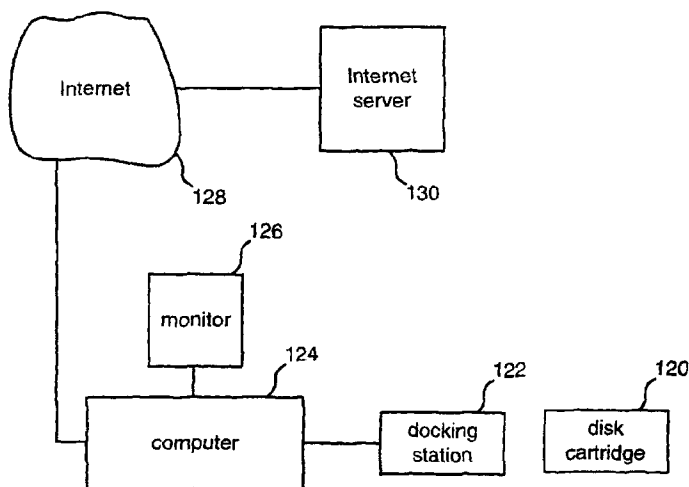 Internet
Internet
server
128
130
126
monitor
124
122
120
computer
docking
station
disk
cartridge